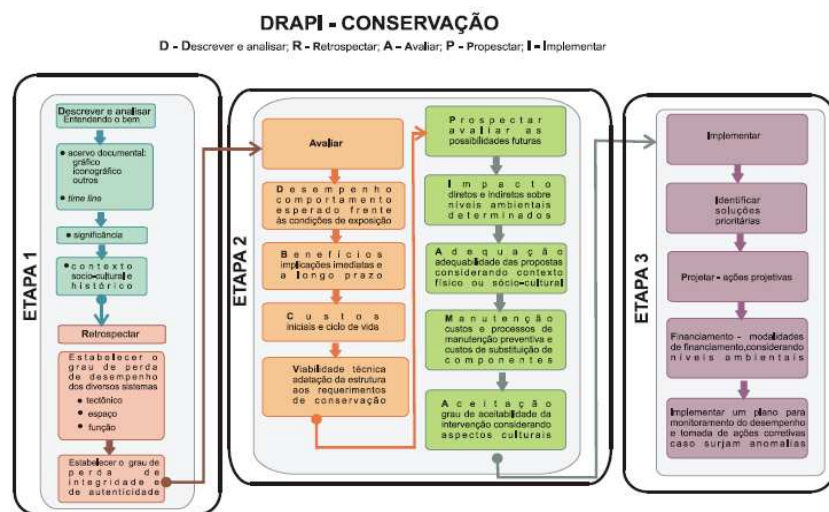 DRAPI - CONSERVAÇÃO
D - Descrever e analisar; R - Retrospectar; A - Avaliar; P - Propesctar; I - Implementar
ETAPA 1
Descrever e analisar
Entendendo o bem
acervo documental:
gráfico
iconográfico
outros
time line
significância
contexto
socio-cultural e
histórico
Retrospectar
Estabelecer o
grau de perda
de desempenho
dos diversos sistemas
tectônico
espaço
função
Estabelecer o grau de
perda de
integridade e
de autenticidade
ETAPA 2
Avaliar
Desempenho
comportamento
esperado frente
às condições de exposição
Benefícios
implicações imediatas e
a longo prazo
Custos
iniciais e ciclo de vida
Viabilidade técnica
adatação da estrutura
aos requerimentos
de conservação
Prospectar
avaliar as
possibilidades futuras
Impacto
diretos e indiretos sobre
níveis ambientais
determinados
Adequação
adequabilidade das propostas
considerando contexto
físico ou sócio-cultural
Manutenção
custos e processos de
manutenção preventiva e
custos de substituição de
componentes
Aceitação
grau de aceitabilidade da
intervenção considerando
aspectos culturais
ETAPA 3
Implementar
Identificar
soluções
prioritárias
Projetar - ações projetivas
Financiamento - modalidades
de financiamento,considerando
níveis ambientais
Implementar um plano para
monitoramento do desempenho
e tomada de ações corretivas
caso surjam anomalias